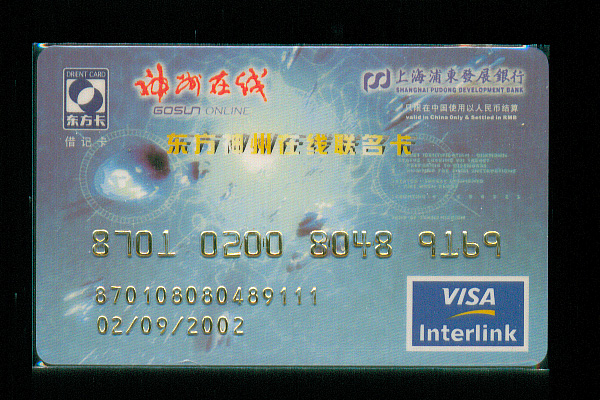 ORIENT CARD
东方卡
借记卡
神州在线
GOSUN ONLINE
上海浦東發展銀行
SHANGHAI PUDONG DEVELOPMENT BANK
只限在中国使用以人民币结算
valid in China Only & Settled in RMB
东方神州在线联名卡
8701 0200 8048 9169
870108080489111
02/09/2002
VISA
Interlink